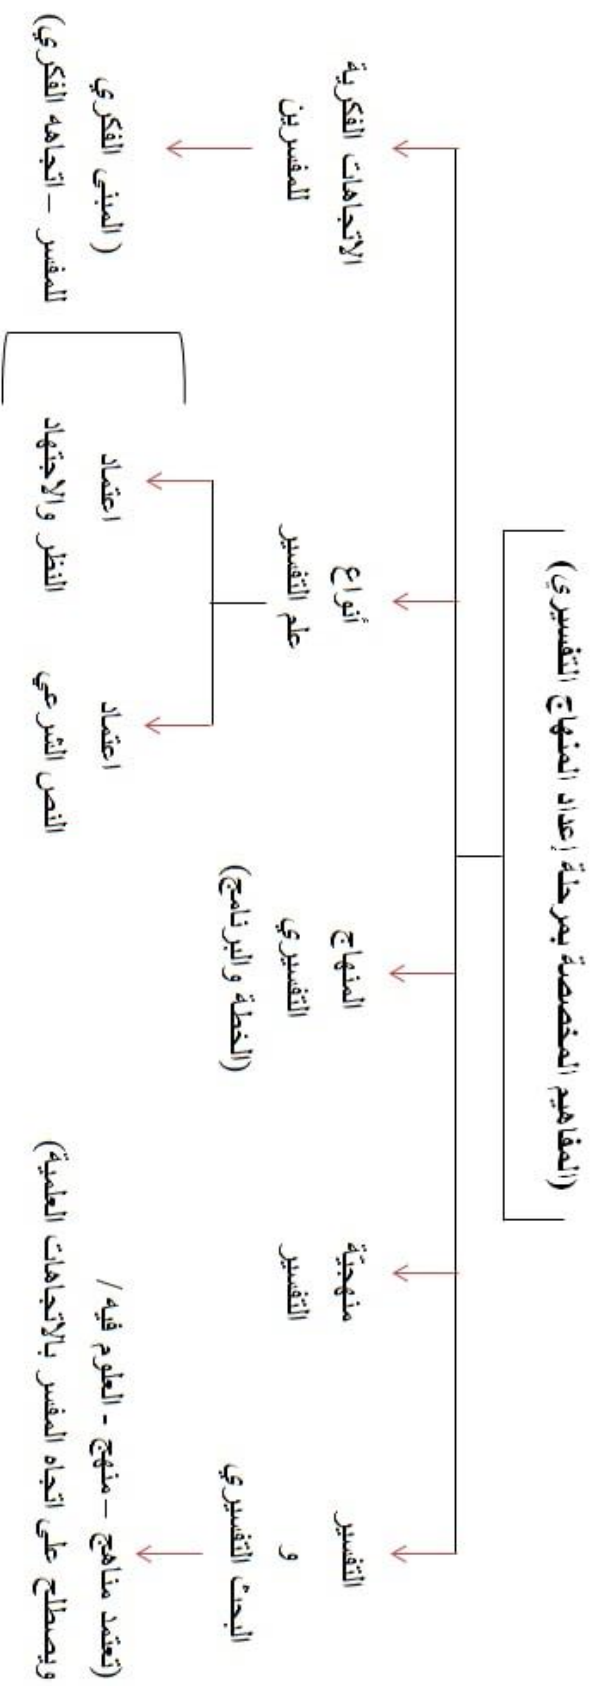 (المفاهيم المخصصة بمرحلة إعداد المنهاج التفسيري)
التفسير
و
البحث التفسيري
(تعتمد مناهج – منهج - العلوم فيه /
ويصطلح على اتجاه المفسر بالاتجاهات العلمية)
منهجية
التفسير
المنهاج
التفسيري
(الخطة والبرنامج)
أنواع
علم التفسير
اعتماد
النص الشرعي
اعتماد
النظر والاجتهاد
الاتجاهات الفكرية
للمفسرين
( المبنى الفكري
للمفسر – اتجاهه الفكري)